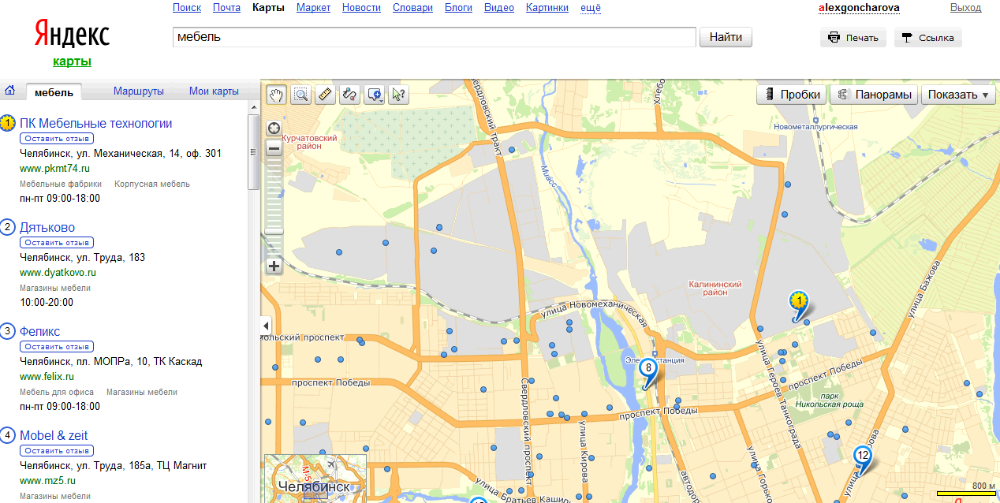 Поиск Почта Карты Маркет Новости Словари Блоги Видео Картинки ещё alexgoncharova Выход
Яндекс
карты
мебель
Найти
Печать
Ссылка
мебель Маршруты Мои карты
1 ПК Мебельные технологии
Оставить отзыв
Челябинск, ул. Механическая, 14, оф. 301
www.pkmt74.ru
Мебельные фабрики Корпусная мебель
пн-пт 09:00-18:00
2 Дятьково
Оставить отзыв
Челябинск, ул. Труда, 183
www.dyatkovo.ru
Магазины мебели
10:00-20:00
3 Феликс
Оставить отзыв
Челябинск, пл. МОПРа, 10, ТК Каскад
www.felix.ru
Мебель для офиса Магазины мебели
пн-пт 09:00-18:00
4 Mobel & zeit
Оставить отзыв
Челябинск, ул. Труда, 185а, ТЦ Магнит
www.mz5.ru
Магазины мебели
Пробки
Панорамы
Показать
вердловский тракт
Хлебо
Новометаллургическая
Курчатовский
район
Миасс
Калининский
район
улица Бажова
1
улица Новомеханическая
ольский проспект
Электростанция
8
проспект Победы
проспект Победы
проспект Победы
улица Героев Танкограда
парк
Никольская роща
Свердловский проспект
улица Кирова
12
автодор
улица Горько
улица Братьев Кашири
М-5
Челябинск
800 м